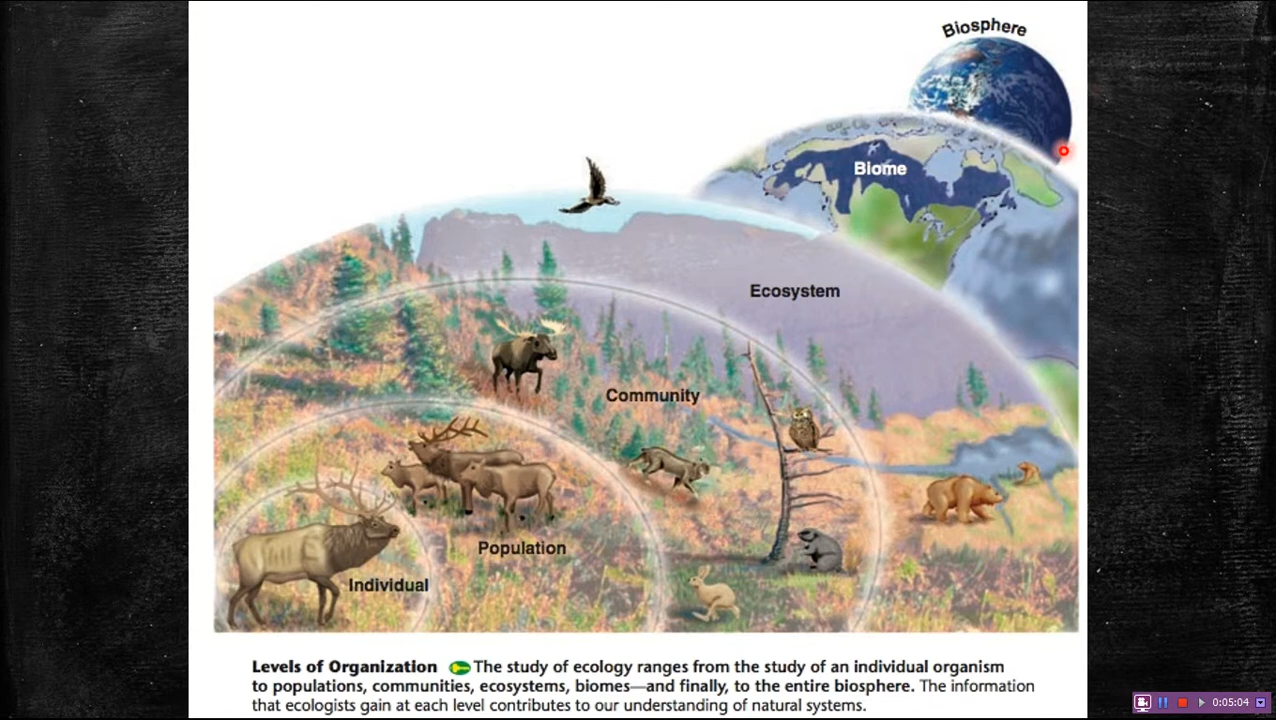 Biosphere
Biome
Ecosystem
Community
Population
Individual
Levels of Organization The study of ecology ranges from the study of an individual organism
to populations, communities, ecosystems, biomes—and finally, to the entire biosphere. The information
that ecologists gain at each level contributes to our understanding of natural systems.
0:05:04